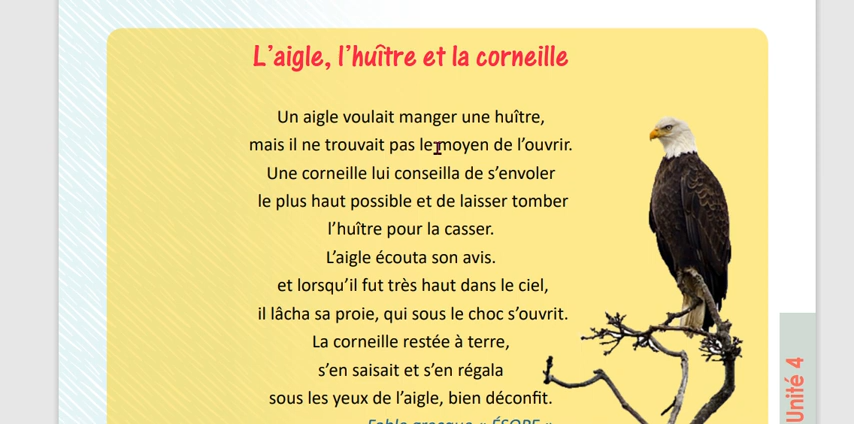 L'aigle, l'huître et la corneille
Un aigle voulait manger une huître,
mais il ne trouvait pas le moyen de l'ouvrir.
Une corneille lui conseilla de s'envoler
le plus haut possible et de laisser tomber
l'huître pour la casser.
L'aigle écouta son avis.
et lorsqu'il fut très haut dans le ciel,
il lâcha sa proie, qui sous le choc s'ouvrit.
La corneille restée à terre,
s'en saisait et s'en régala
sous les yeux de l'aigle, bien déconfit.
Fable grecque « ÉSOPE »
Unité 4